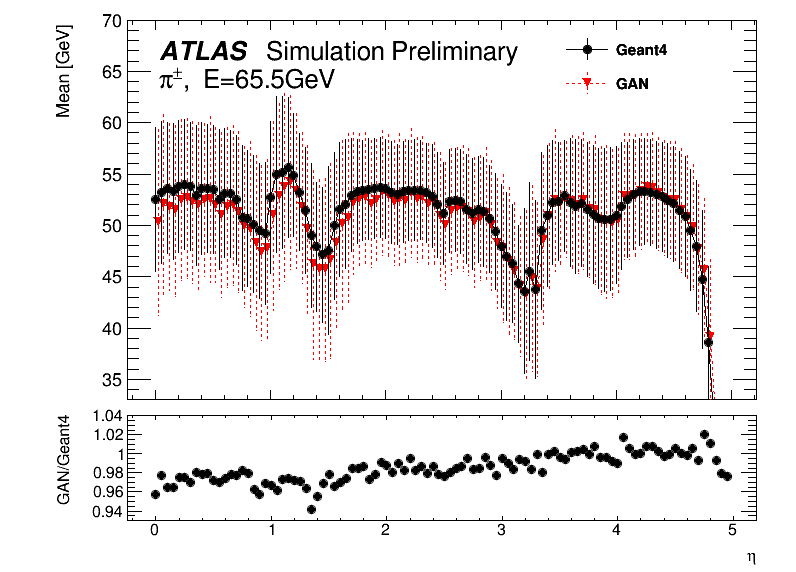 Mean [GeV]
70
65
60
55
50
45
40
35
ATLAS Simulation Preliminary
π±, E=65.5GeV
Geant4
GAN
GAN/Geant4
1.04
1.02
1
0.98
0.96
0.94
0 1 2 3 4 5
η